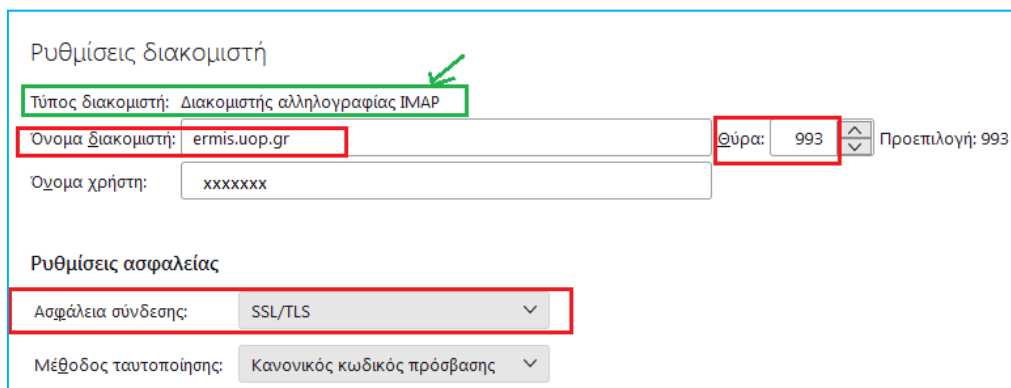 Ρυθμίσεις διακομιστή
Τύπος διακομιστή: Διακομιστής αλληλογραφίας IMAP
Όνομα διακομιστή: ermis.uop.gr Θύρα: 993 Προεπιλογή: 993
Όνομα χρήστη: xxxxxxx
Ρυθμίσεις ασφαλείας
Ασφάλεια σύνδεσης: SSL/TLS
Μέθοδος ταυτοποίησης: Κανονικός κωδικός πρόσβασης